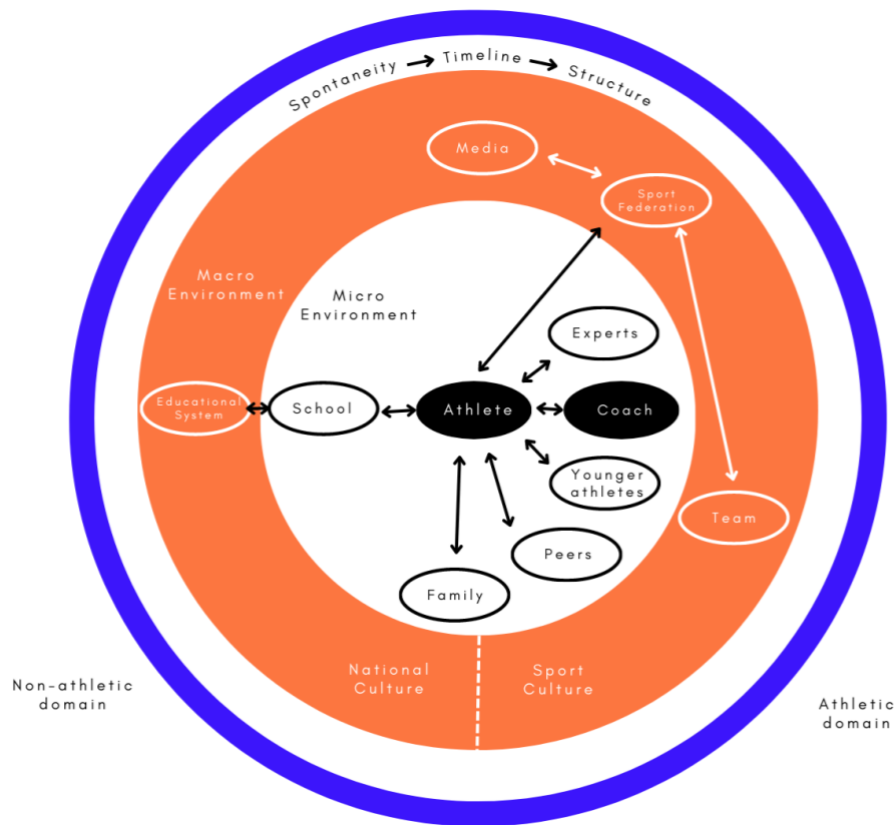 Spontaneity → Timeline → Structure
Media
Sport
Federation
Macro
Environment
Micro
Environment
Experts
Educational
System
School
Athlete
Coach
Younger
athletes
Team
Peers
Family
National
Culture
Sport
Culture
Non-athletic
domain
Athletic
domain